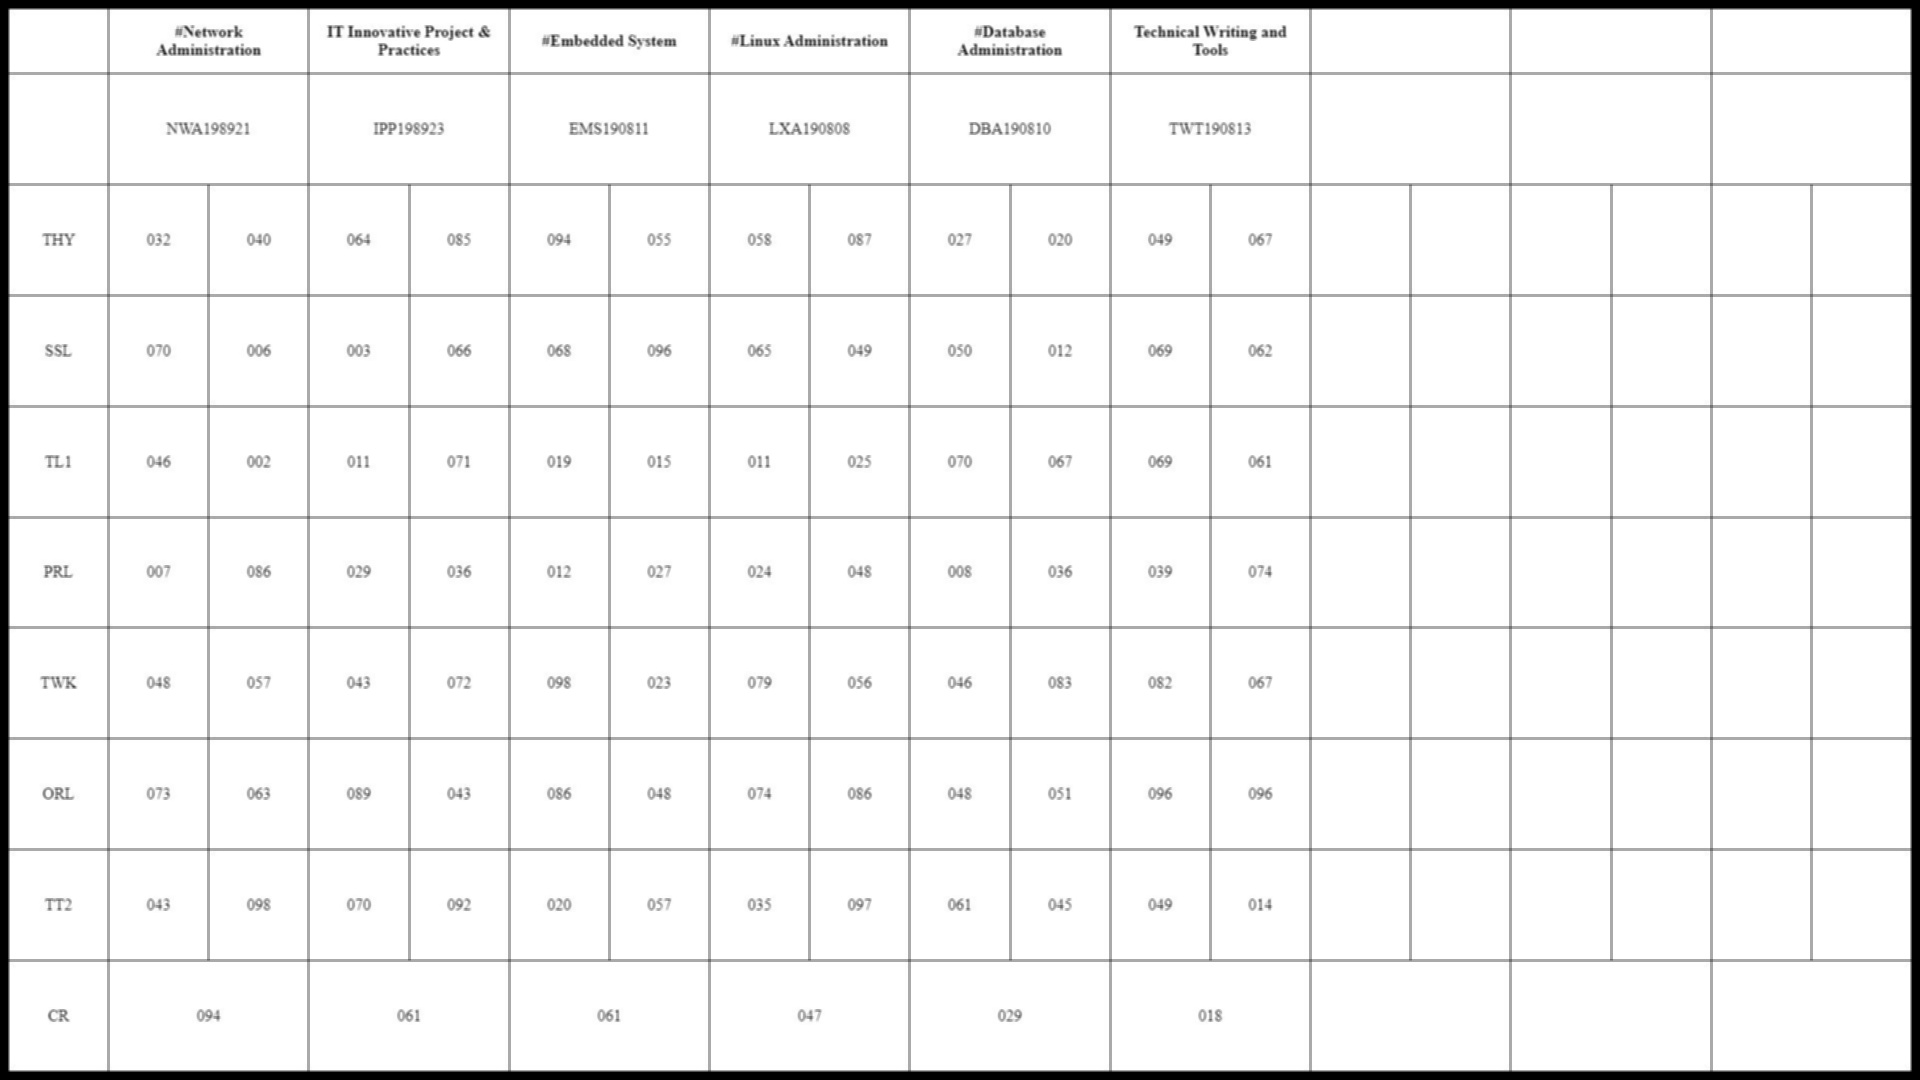 #Network Administration IT Innovative Project & Practices #Embedded System #Linux Administration #Database Administration Technical Writing and Tools
NWA198921 IPP198923 EMS190811 LXA190808 DBA190810 TWT190813
THY 032 040 064 085 094 055 058 087 027 020 049 067
SSL 070 006 003 066 068 096 065 049 050 012 069 062
TL1 046 002 011 071 019 015 011 025 070 067 069 061
PRL 007 086 029 036 012 027 024 048 008 036 039 074
TWK 048 057 043 072 098 023 079 056 046 083 082 067
ORL 073 063 089 043 086 048 074 086 048 051 096 096
TT2 043 098 070 092 020 057 035 097 061 045 049 014
CR 094 061 061 047 029 018